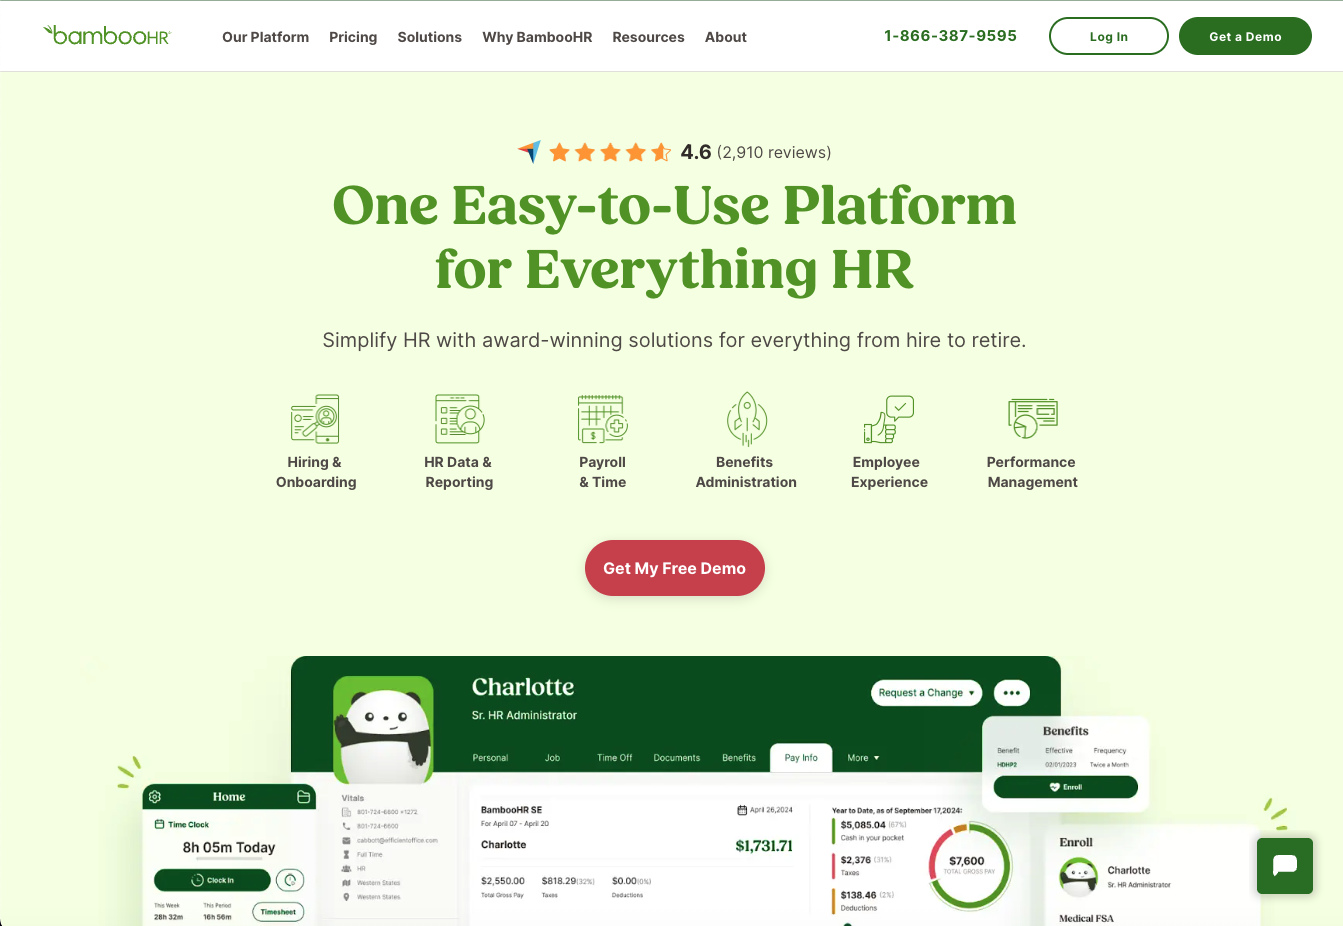 bambooHR
Our Platform
Pricing
Solutions
Why BambooHR
Resources
About
1-866-387-9595
Log In
Get a Demo
4.6 (2,910 reviews)
One Easy-to-Use Platform
for Everything HR
Simplify HR with award-winning solutions for everything from hire to retire.
Hiring &
Onboarding
HR Data &
Reporting
$
Payroll
& Time
Benefits
Administration
Employee
Experience
Performance
Management
Get My Free Demo
Charlotte
Sr. HR Administrator
Request a Change
Personal
Job
Time Off
Documents
Benefits
Pay Info
More
Benefits
Benefit Effective Frequency
HDHP2 02/01/2023 Twice a Month
Enroll
Home
Time Clock
8h 05m Today
Clock In
This Week This Period
28h 32m 16h 56m
Timesheet
Vitals
801-724-6600 ×1272
801-724-6600
cabbott@efficientoffice.com
Full Time
HR
Western States
Western States
BambooHR SE
For April 07 - April 20
Charlotte
April 26,2024
$1,731.71
$2,550.00 $818.29(32%) $0.00(0%)
Total Gross Pay Taxes Deductions
Year to Date, as of September 17,2024:
$5,085.04 (67%)
Cash in your pocket
$2,376 (31%)
Taxes
$138.46 (2%)
Deductions
$7,600
TOTAL GROSS PAY
Enroll
Charlotte
Sr. HR Administrator
Medical FSA